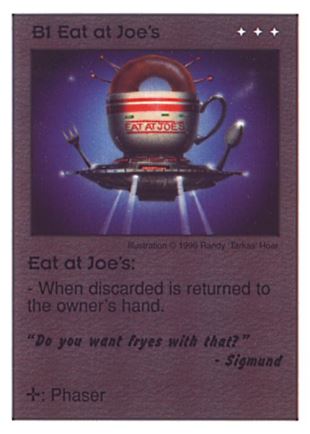 B1 Eat at Joe's
EAT AT JOE'S
Illustration © 1996 Randy 'Tarkas' Hoar
Eat at Joe's:
- When discarded is returned to
the owner's hand.
"Do you want fryes with that?"
- Sigmund
: Phaser